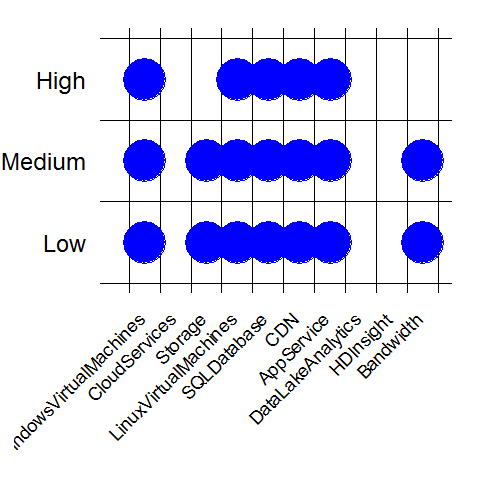 High
Medium
Low
ndowsVirtualMachines
CloudServices
Storage
LinuxVirtualMachines
SQLDatabase
CDN
AppService
DataLakeAnalytics
HDInsight
Bandwidth